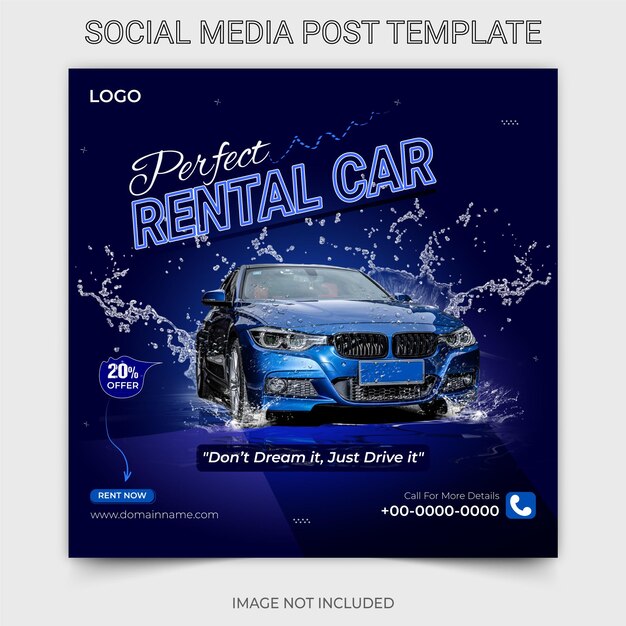 SOCIAL MEDIA POST TEMPLATE
LOGO
Perfect
RENTAL CAR
20%
OFFER
"Don't Dream it, Just Drive it"
RENT NOW
www.domainname.com
Call For More Details
+00-0000-0000
IMAGE NOT INCLUDED